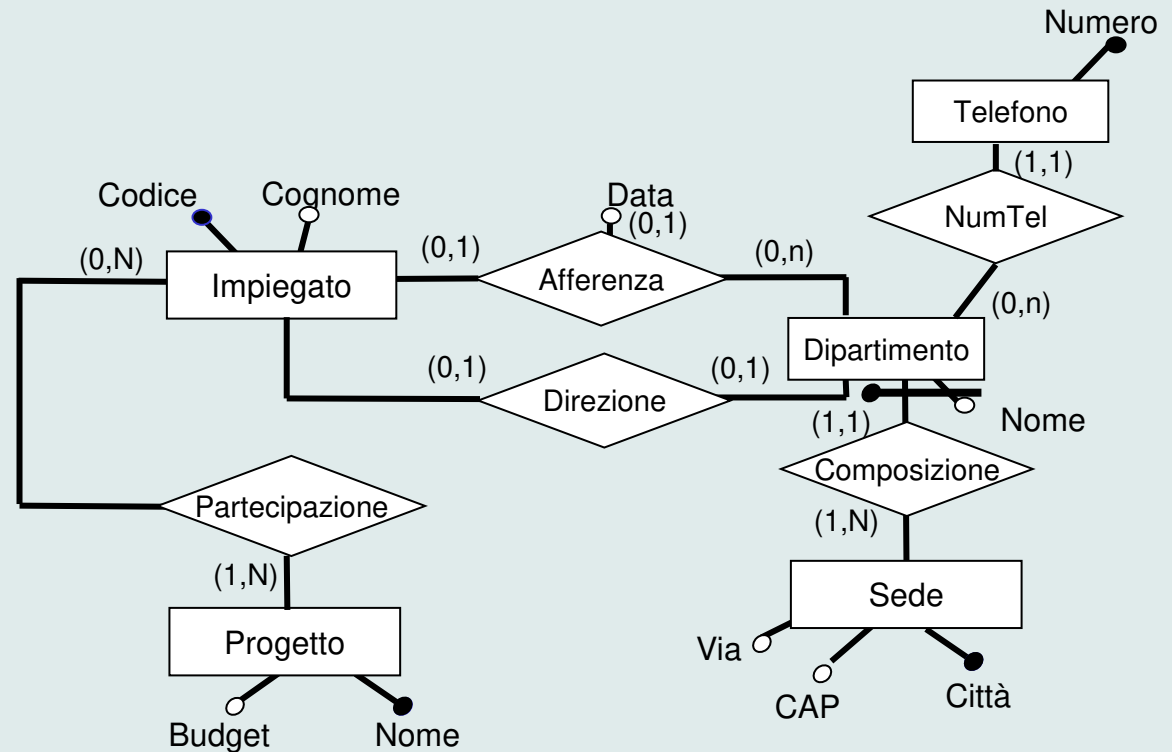 Numero
Telefono
(1,1)
Codice
Cognome
Data
(0,1)
NumTel
(0,N)
(0,1)
(0,n)
Impiegato
Afferenza
(0,n)
Dipartimento
(0,1)
(0,1)
Direzione
Nome
(1,1)
Composizione
Partecipazione
(1,N)
(1,N)
Sede
Progetto
Via
CAP
Città
Budget
Nome